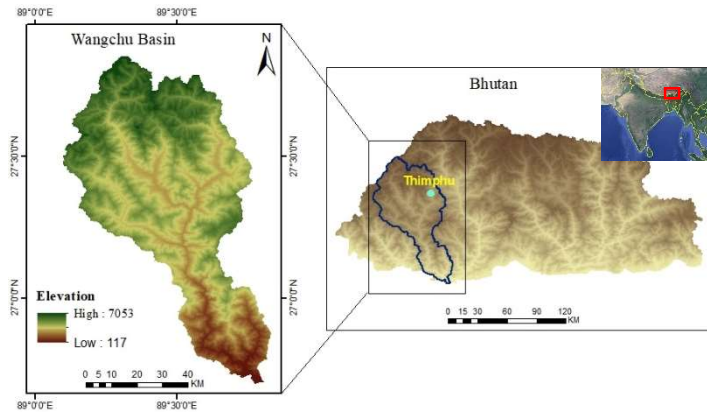 89°0'0"E
89°30'0"E
Wangchu Basin
N
27°30'0"N
27°0'0"N
Elevation
High : 7053
Low : 117
0 5 10 20 30 40
KM
89°0'0"E
89°30'0"E
Bhutan
27°30'0"N
Thimphu
27°0'0"N
0 15 30 60 90 120
KM